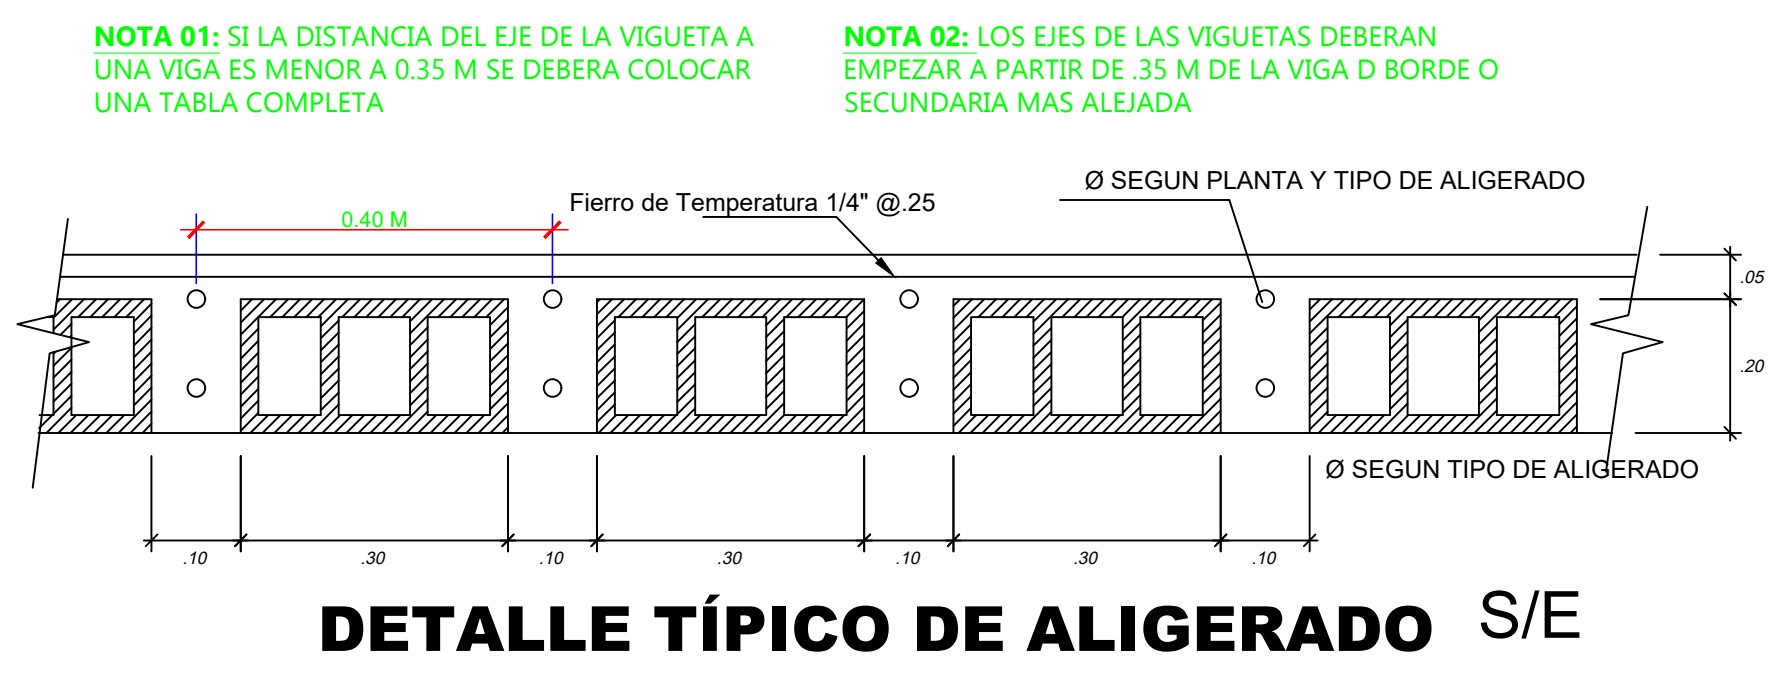 NOTA 01: SI LA DISTANCIA DEL EJE DE LA VIGUETA A
UNA VIGA ES MENOR A 0.35 M SE DEBERA COLOCAR
UNA TABLA COMPLETA
NOTA 02: LOS EJES DE LAS VIGUETAS DEBERAN
EMPEZAR A PARTIR DE .35 M DE LA VIGA D BORDE O
SECUNDARIA MAS ALEJADA
Ø SEGUN PLANTA Y TIPO DE ALIGERADO
Fierro de Temperatura 1/4" @.25
0.40 M
.05
.20
Ø SEGUN TIPO DE ALIGERADO
.10
.30
.10
.30
.10
.30
.10
DETALLE TÍPICO DE ALIGERADO
S/E